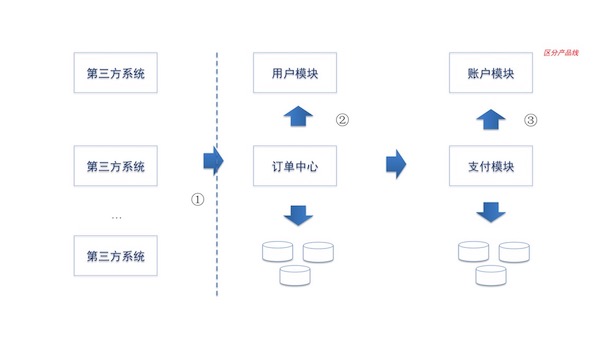 第三方系统
用户模块
账户模块
区分产品线
②
③
第三方系统
订单中心
支付模块
①
...
第三方系统